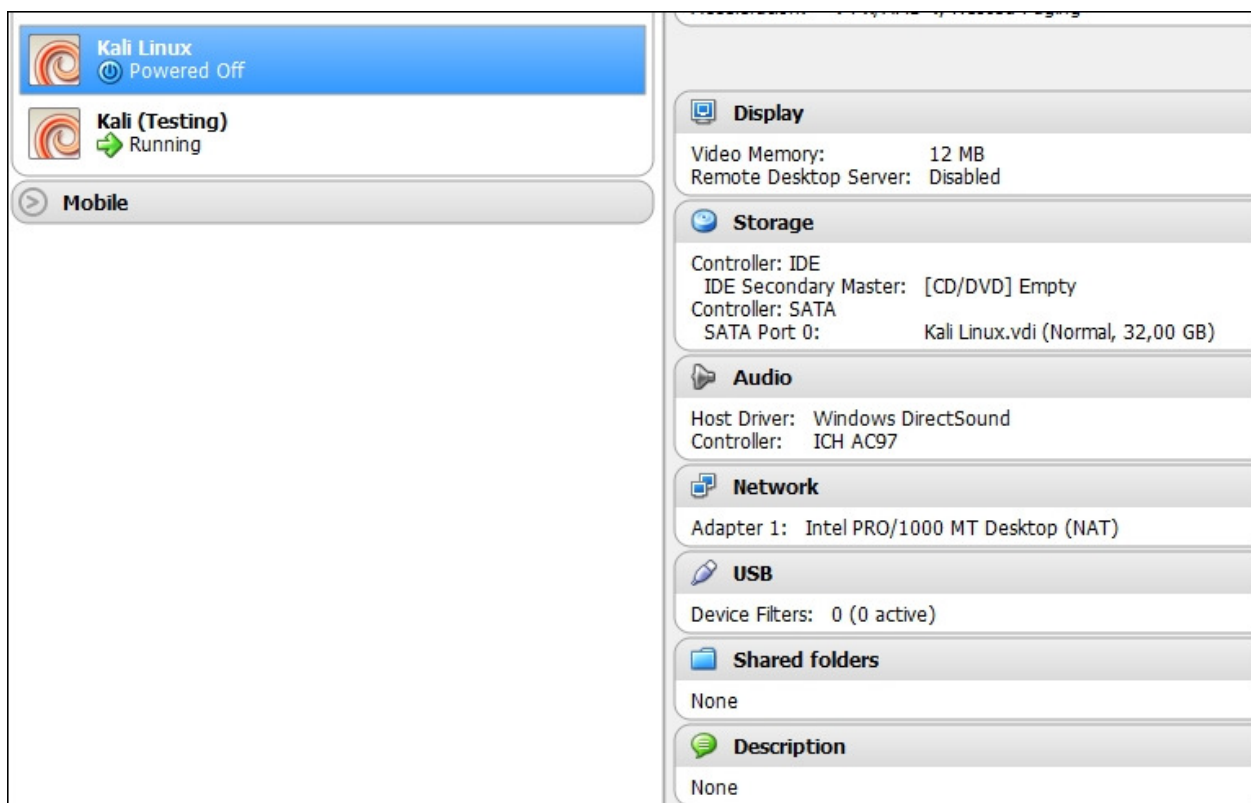 Kali Linux
Powered Off
Kali (Testing)
Running
Mobile
Display
Video Memory: 12 MB
Remote Desktop Server: Disabled
Storage
Controller: IDE
IDE Secondary Master: [CD/DVD] Empty
Controller: SATA
SATA Port 0: Kali Linux.vdi (Normal, 32,00 GB)
Audio
Host Driver: Windows DirectSound
Controller: ICH AC97
Network
Adapter 1: Intel PRO/1000 MT Desktop (NAT)
USB
Device Filters: 0 (0 active)
Shared folders
None
Description
None